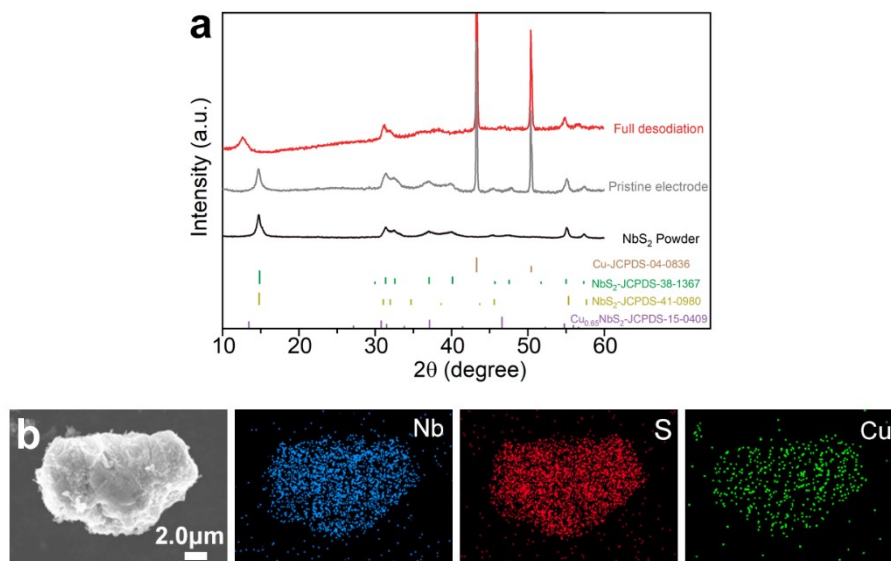 a
Intensity (a.u.)
Full desodiation
Pristine electrode
NbS₂ Powder
Cu-JCPDS-04-0836
NbS₂-JCPDS-38-1367
NbS₂-JCPDS-41-0980
Cu₀.₆₅NbS₂-JCPDS-15-0409
10 20 30 40 50 60
2θ (degree)
b
2.0μm
Nb
S
Cu